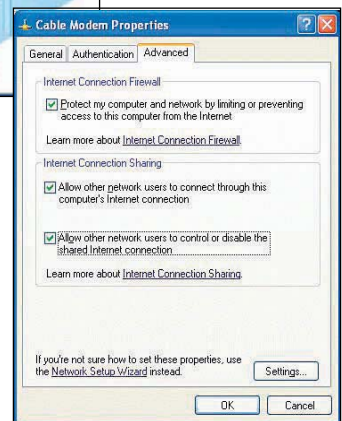 Cable Modem Properties
General Authentication Advanced
Internet Connection Firewall
Protect my computer and network by limiting or preventing
access to this computer from the Internet
Learn more about Internet Connection Firewall.
Internet Connection Sharing
Allow other network users to connect through this
computer's Internet connection
Allow other network users to control or disable the
shared Internet connection
Learn more about Internet Connection Sharing.
If you're not sure how to set these properties, use
the Network Setup Wizard instead.
Settings...
OK Cancel